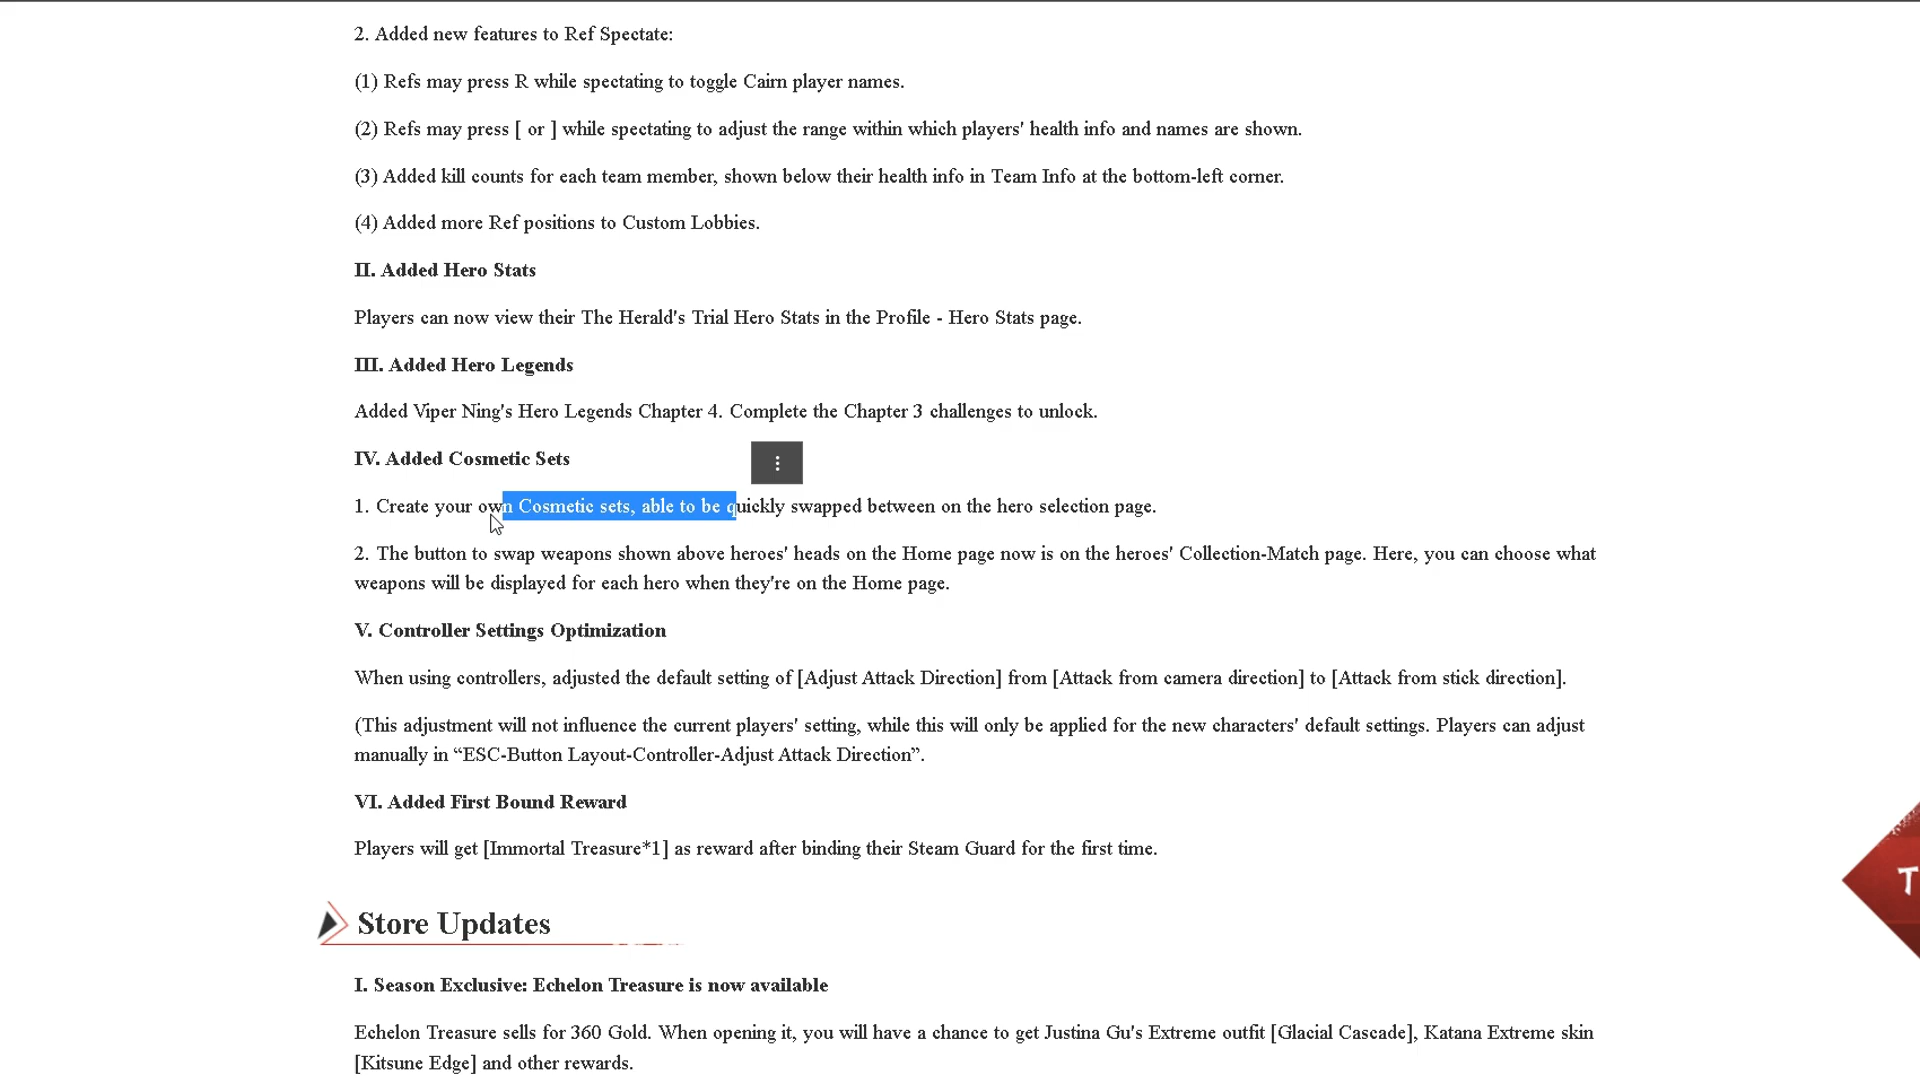 2. Added new features to Ref Spectate:
(1) Refs may press R while spectating to toggle Cairn player names.
(2) Refs may press [ or ] while spectating to adjust the range within which players' health info and names are shown.
(3) Added kill counts for each team member, shown below their health info in Team Info at the bottom-left corner.
(4) Added more Ref positions to Custom Lobbies.
II. Added Hero Stats
Players can now view their The Herald's Trial Hero Stats in the Profile - Hero Stats page.
III. Added Hero Legends
Added Viper Ning's Hero Legends Chapter 4. Complete the Chapter 3 challenges to unlock.
IV. Added Cosmetic Sets
1. Create your own Cosmetic sets, able to be quickly swapped between on the hero selection page.
2. The button to swap weapons shown above heroes' heads on the Home page now is on the heroes' Collection-Match page. Here, you can choose what
weapons will be displayed for each hero when they're on the Home page.
V. Controller Settings Optimization
When using controllers, adjusted the default setting of [Adjust Attack Direction] from [Attack from camera direction] to [Attack from stick direction].
(This adjustment will not influence the current players' setting, while this will only be applied for the new characters' default settings. Players can adjust
manually in “ESC-Button Layout-Controller-Adjust Attack Direction”.
VI. Added First Bound Reward
Players will get [Immortal Treasure*1] as reward after binding their Steam Guard for the first time.
Store Updates
I. Season Exclusive: Echelon Treasure is now available
Echelon Treasure sells for 360 Gold. When opening it, you will have a chance to get Justina Gu's Extreme outfit [Glacial Cascade], Katana Extreme skin
[Kitsune Edge] and other rewards.